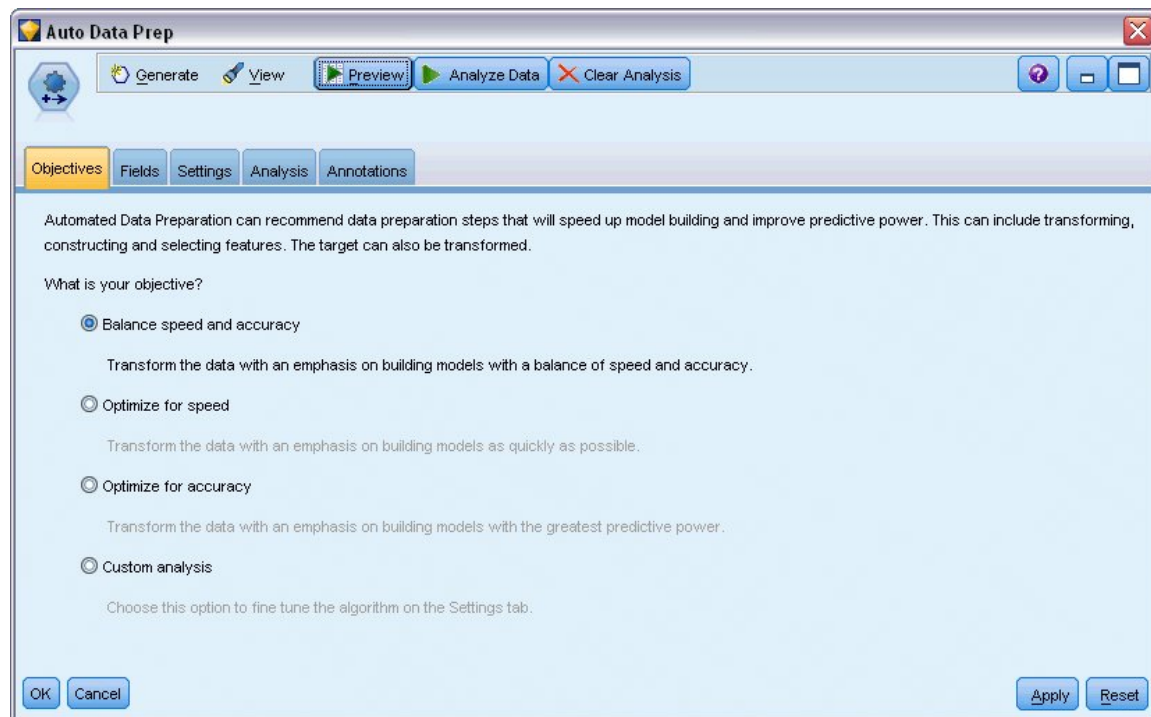 Auto Data Prep
Generate View Preview Analyze Data Clear Analysis
Objectives Fields Settings Analysis Annotations
Automated Data Preparation can recommend data preparation steps that will speed up model building and improve predictive power. This can include transforming,
constructing and selecting features. The target can also be transformed.
What is your objective?
Balance speed and accuracy
Transform the data with an emphasis on building models with a balance of speed and accuracy.
Optimize for speed
Transform the data with an emphasis on building models as quickly as possible.
Optimize for accuracy
Transform the data with an emphasis on building models with the greatest predictive power.
Custom analysis
Choose this option to fine tune the algorithm on the Settings tab.
OK Cancel Apply Reset